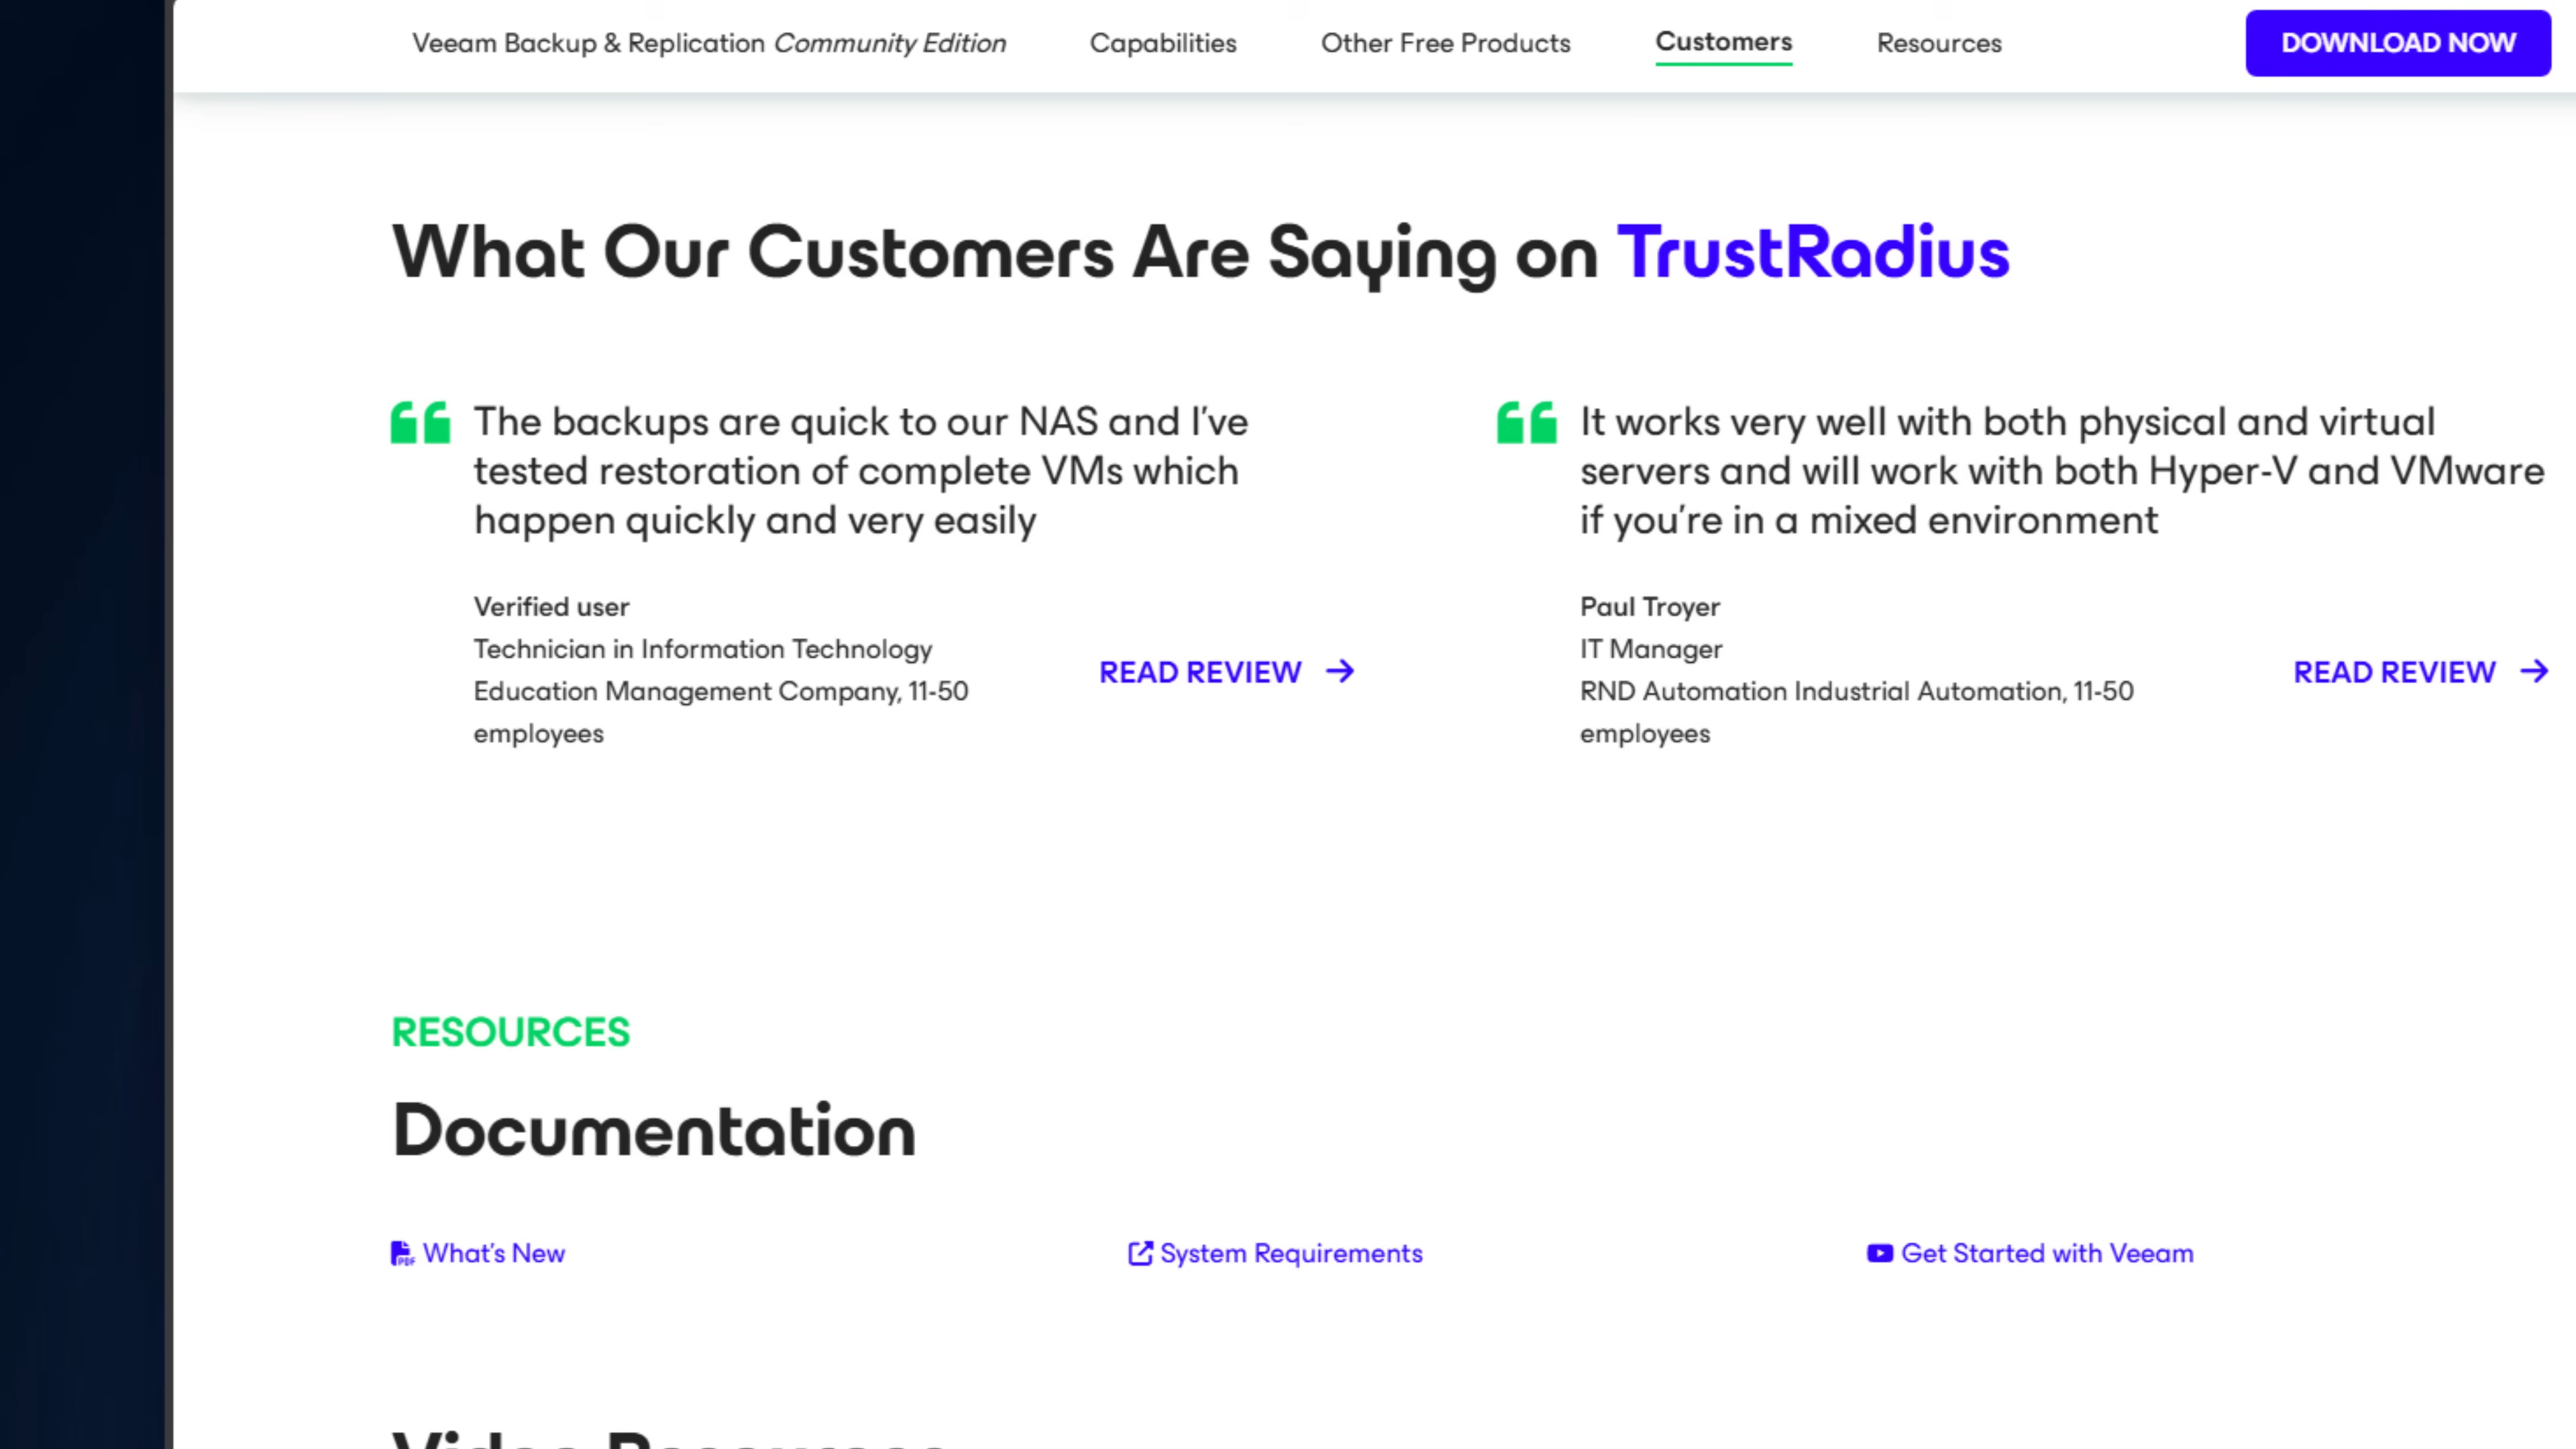 Veeam Backup & Replication Community Edition Capabilities Other Free Products Customers Resources DOWNLOAD NOW
What Our Customers Are Saying on TrustRadius
The backups are quick to our NAS and I've
tested restoration of complete VMs which
happen quickly and very easily
Verified user
Technician in Information Technology
Education Management Company, 11-50
employees
READ REVIEW
It works very well with both physical and virtual
servers and will work with both Hyper-V and VMware
if you're in a mixed environment
Paul Troyer
IT Manager
RND Automation Industrial Automation, 11-50
employees
READ REVIEW
RESOURCES
Documentation
PDF What's New
System Requirements
Get Started with Veeam
Video Resources